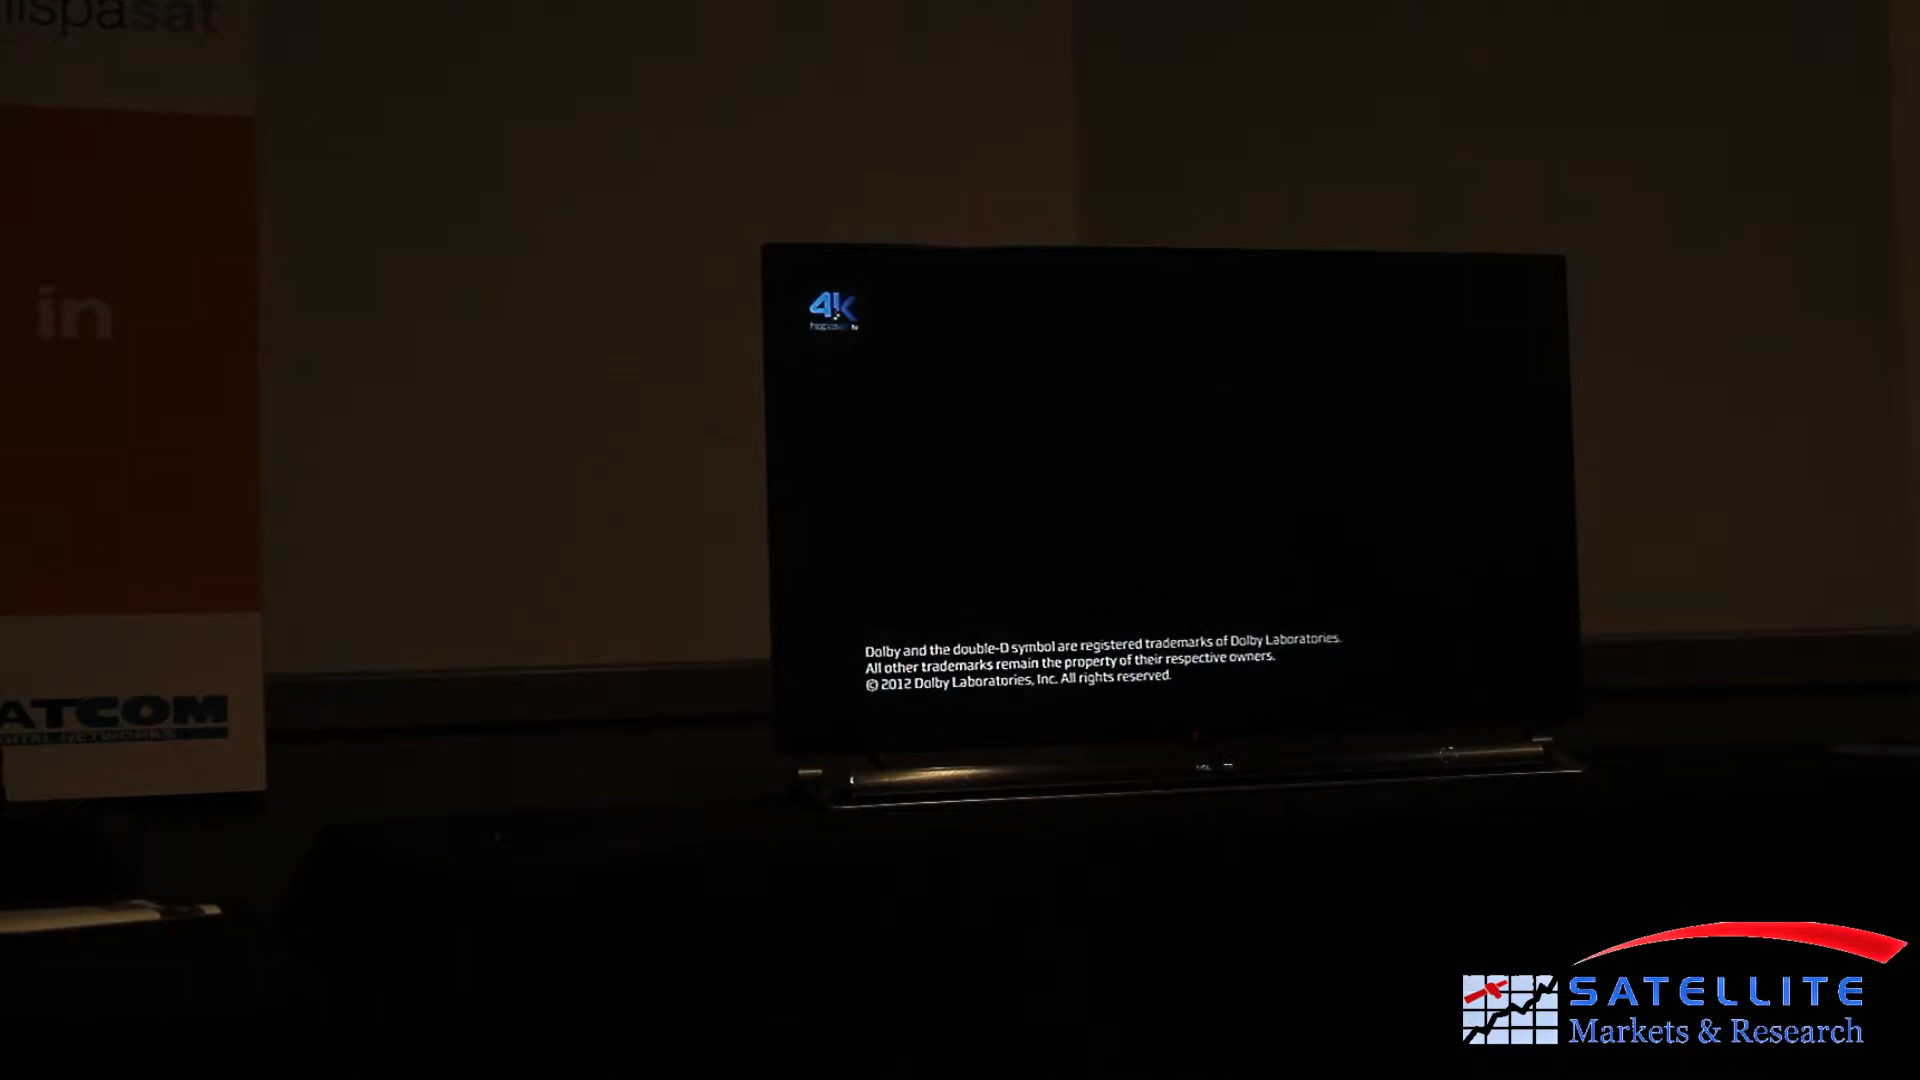 hispasat
in
4k
Dolby and the double-D symbol are registered trademarks of Dolby Laboratories.
All other trademarks remain the property of their respective owners.
© 2012 Dolby Laboratories, Inc. All rights reserved.
ATCOM
SATELLITE
Markets & Research